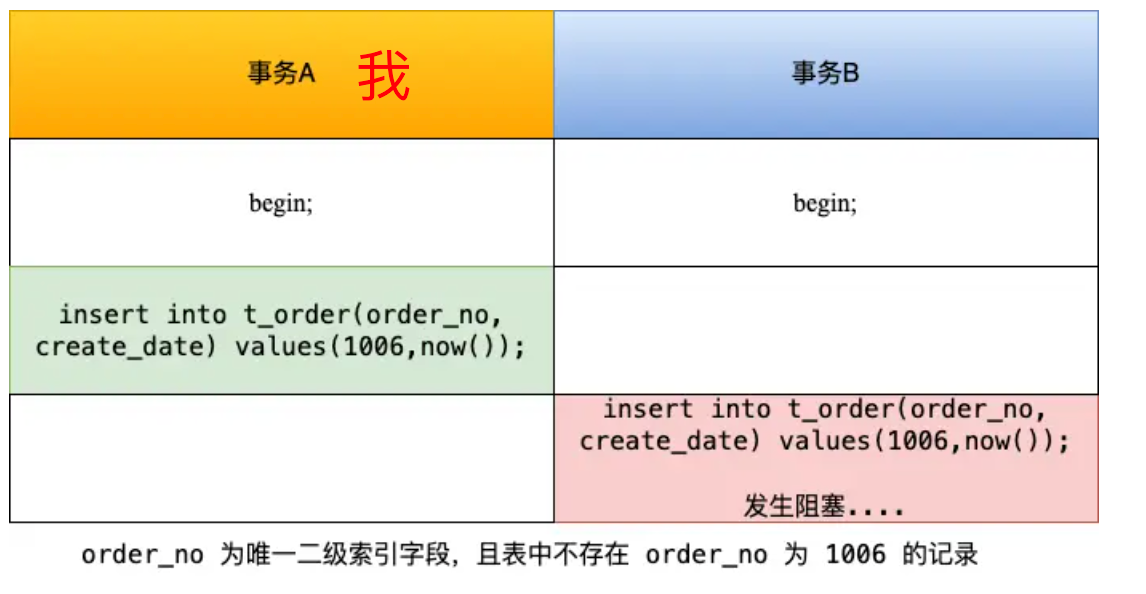 事务A 我
事务B
begin;
begin;
insert into t_order(order_no,
create_date) values(1006,now());
insert into t_order(order_no,
create_date) values(1006,now());
发生阻塞....
order_no 为唯一二级索引字段，且表中不存在 order_no 为 1006 的记录